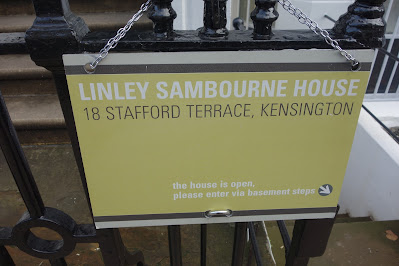 LINLEY SAMBOURNE HOUSE
18 STAFFORD TERRACE, KENSINGTON
the house is open,
please enter via basement steps